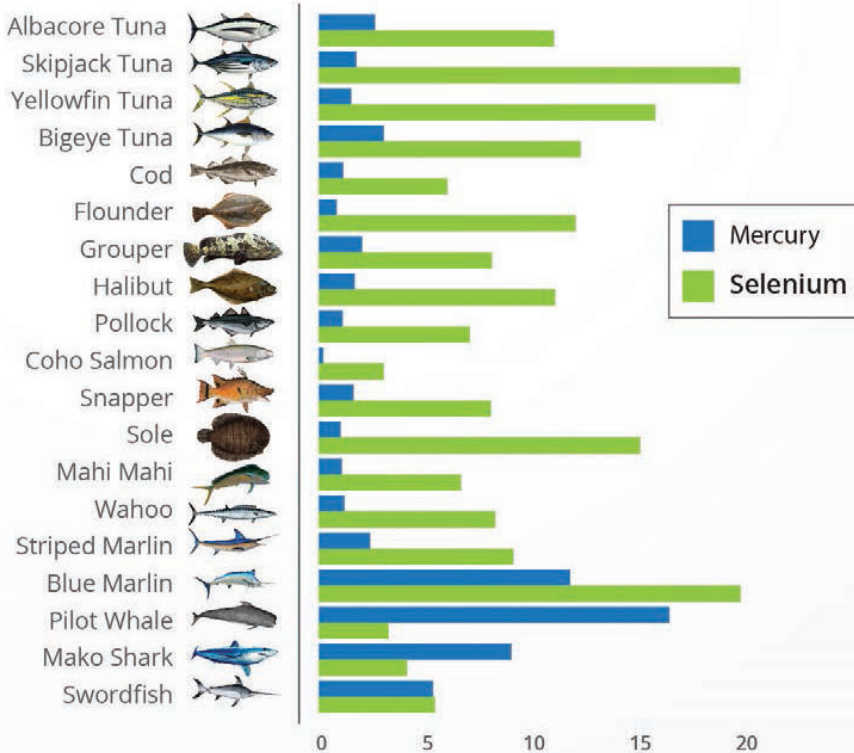 Albacore Tuna
Skipjack Tuna
Yellowfin Tuna
Bigeye Tuna
Cod
Flounder
Grouper
Halibut
Pollock
Coho Salmon
Snapper
Sole
Mahi Mahi
Wahoo
Striped Marlin
Blue Marlin
Pilot Whale
Mako Shark
Swordfish
Mercury
Selenium
0 5 10 15 20